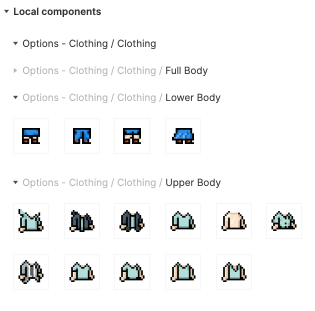 Local components
Options - Clothing / Clothing
Options - Clothing / Clothing / Full Body
Options - Clothing / Clothing / Lower Body
Options - Clothing / Clothing / Upper Body